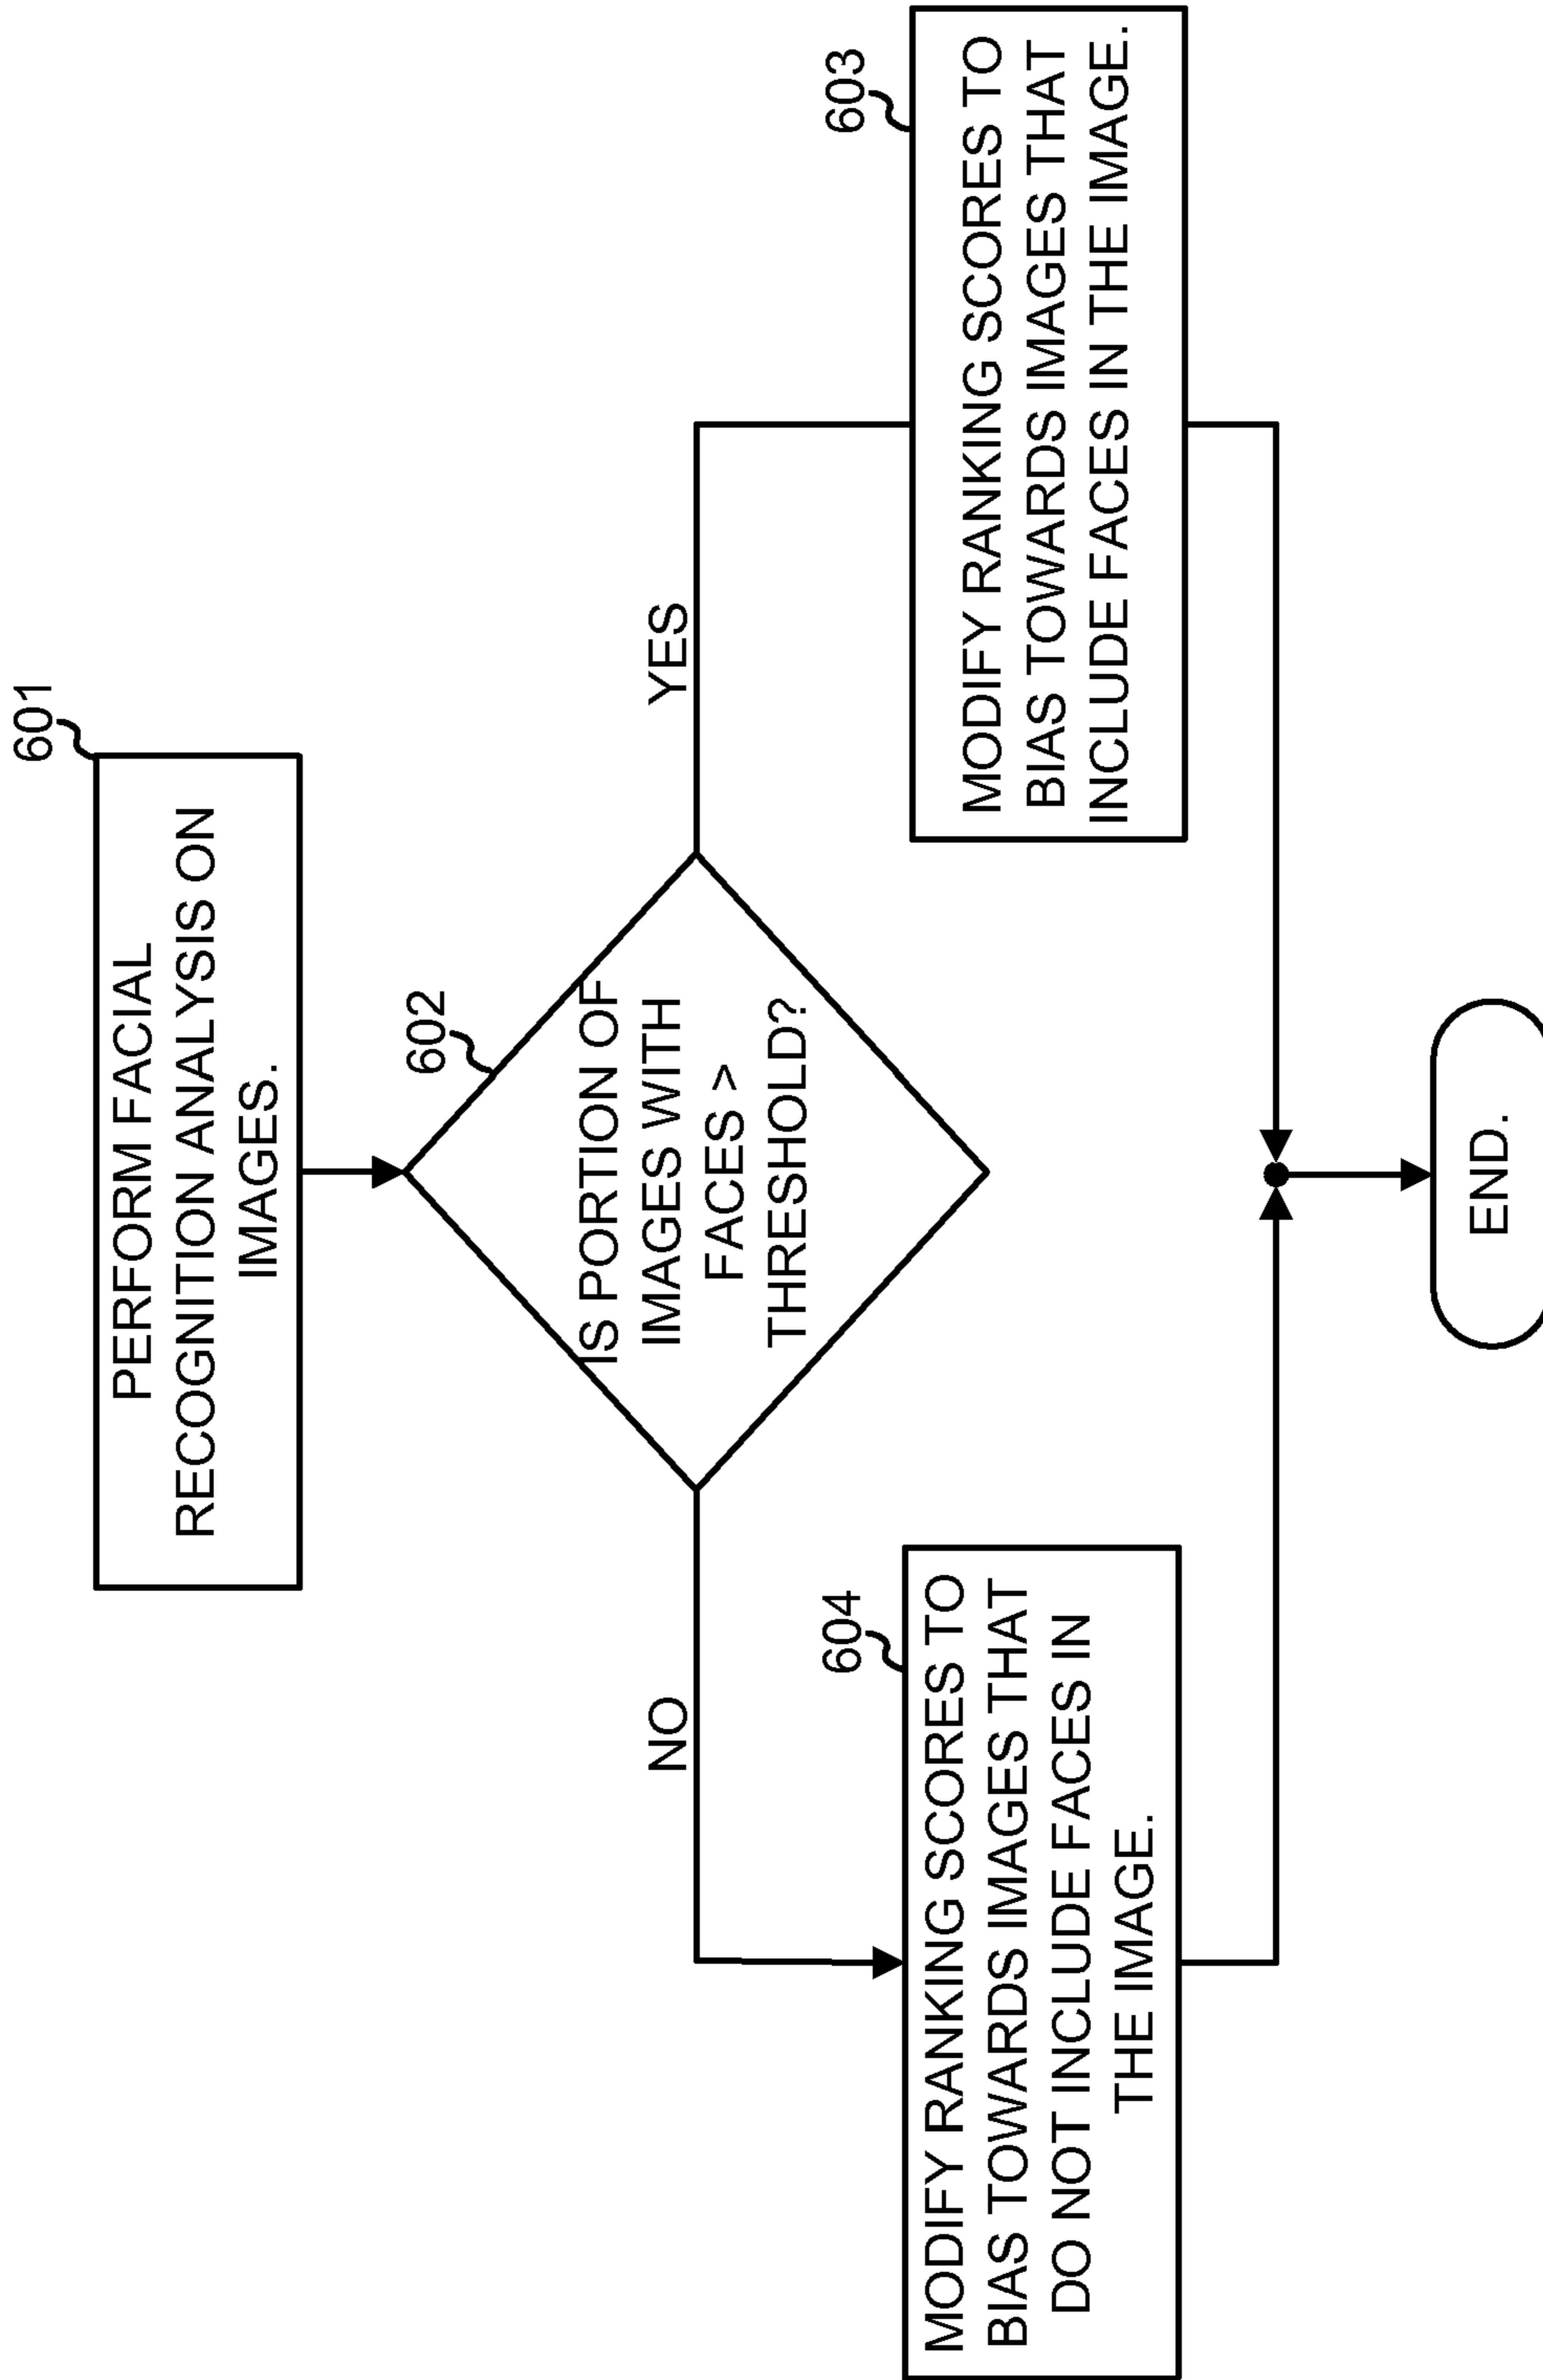 601
PERFORM FACIAL
RECOGNITION ANALYSIS ON
IMAGES.
602
IS PORTION OF
IMAGES WITH
FACES >
THRESHOLD?
NO
YES
604
MODIFY RANKING SCORES TO
BIAS TOWARDS IMAGES THAT
DO NOT INCLUDE FACES IN
THE IMAGE.
603
MODIFY RANKING SCORES TO
BIAS TOWARDS IMAGES THAT
INCLUDE FACES IN THE IMAGE.
END.